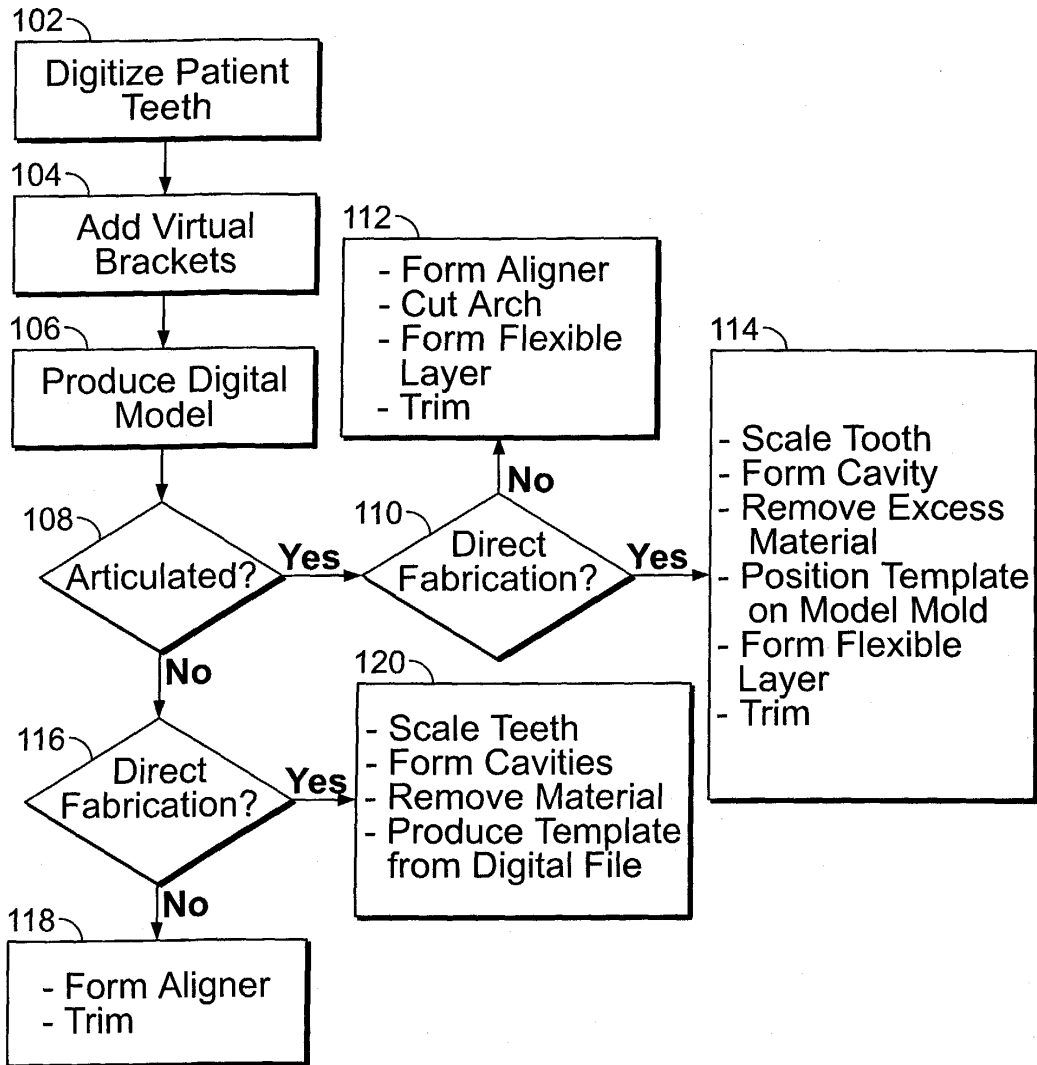 102
Digitize Patient
Teeth
104
Add Virtual
Brackets
106
Produce Digital
Model
108
Articulated?
Yes
No
110
Direct
Fabrication?
No
Yes
112
- Form Aligner
- Cut Arch
- Form Flexible
Layer
- Trim
114
- Scale Tooth
- Form Cavity
- Remove Excess
Material
- Position Template
on Model Mold
- Form Flexible
Layer
- Trim
116
Direct
Fabrication?
Yes
No
120
- Scale Teeth
- Form Cavities
- Remove Material
- Produce Template
from Digital File
118
- Form Aligner
- Trim